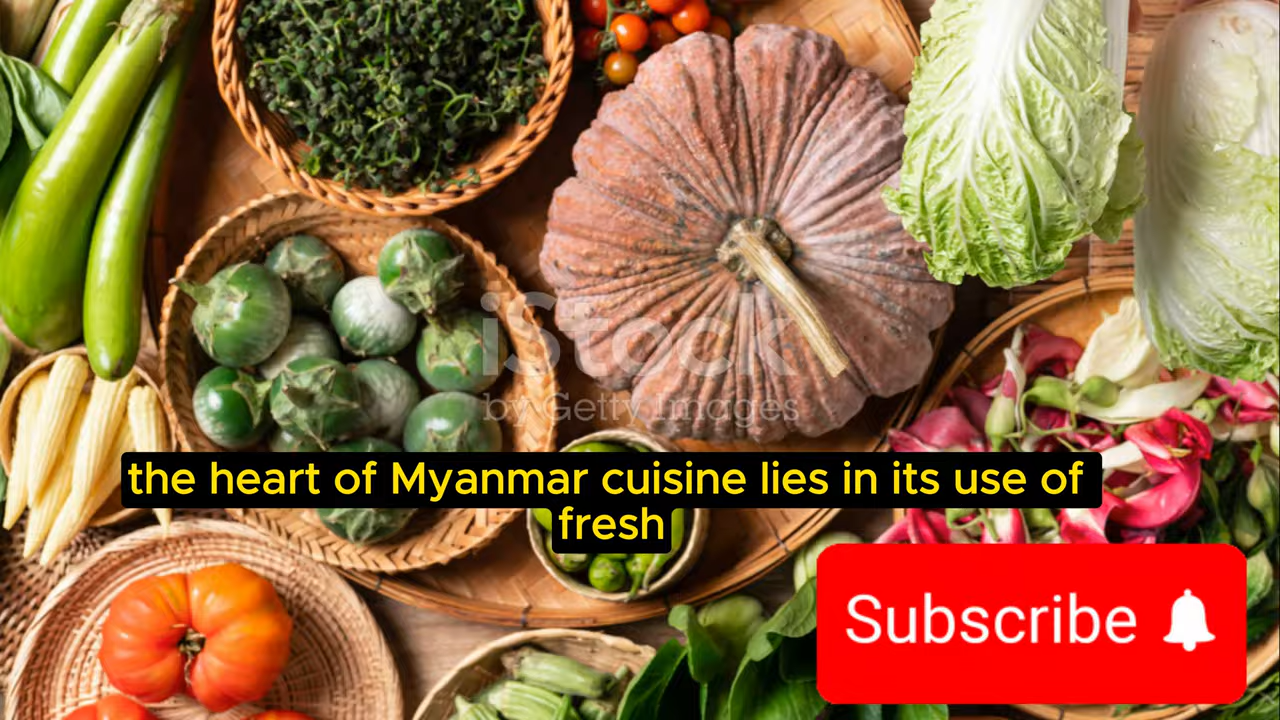 iStock
by Getty Images
the heart of Myanmar cuisine lies in its use of
fresh
Subscribe